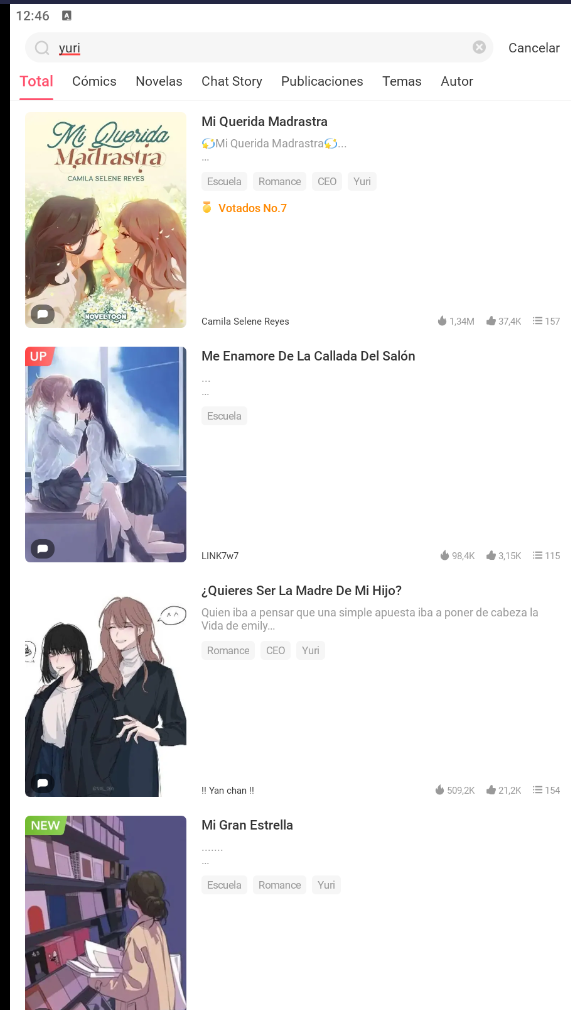 12:46 A
yuri
Cancelar
Total Cómics Novelas Chat Story Publicaciones Temas Autor
Mi Querida
Madrastra
CAMILA SELENE REYES
NOVELTOON
Mi Querida Madrastra
💫Mi Querida Madrastra💫...
...
Escuela Romance CEO Yuri
Votados No.7
Camila Selene Reyes 1,34M 37,4K 157
UP
Me Enamore De La Callada Del Salón
...
...
Escuela
LINK7w7 98,4K 3,15K 115
^ ^
¿Quieres Ser La Madre De Mi Hijo?
Quien iba a pensar que una simple apuesta iba a poner de cabeza la
Vida de emily...
Romance CEO Yuri
!! Yan chan !! 509,2K 21,2K 154
NEW
Mi Gran Estrella
.......
...
Escuela Romance Yuri